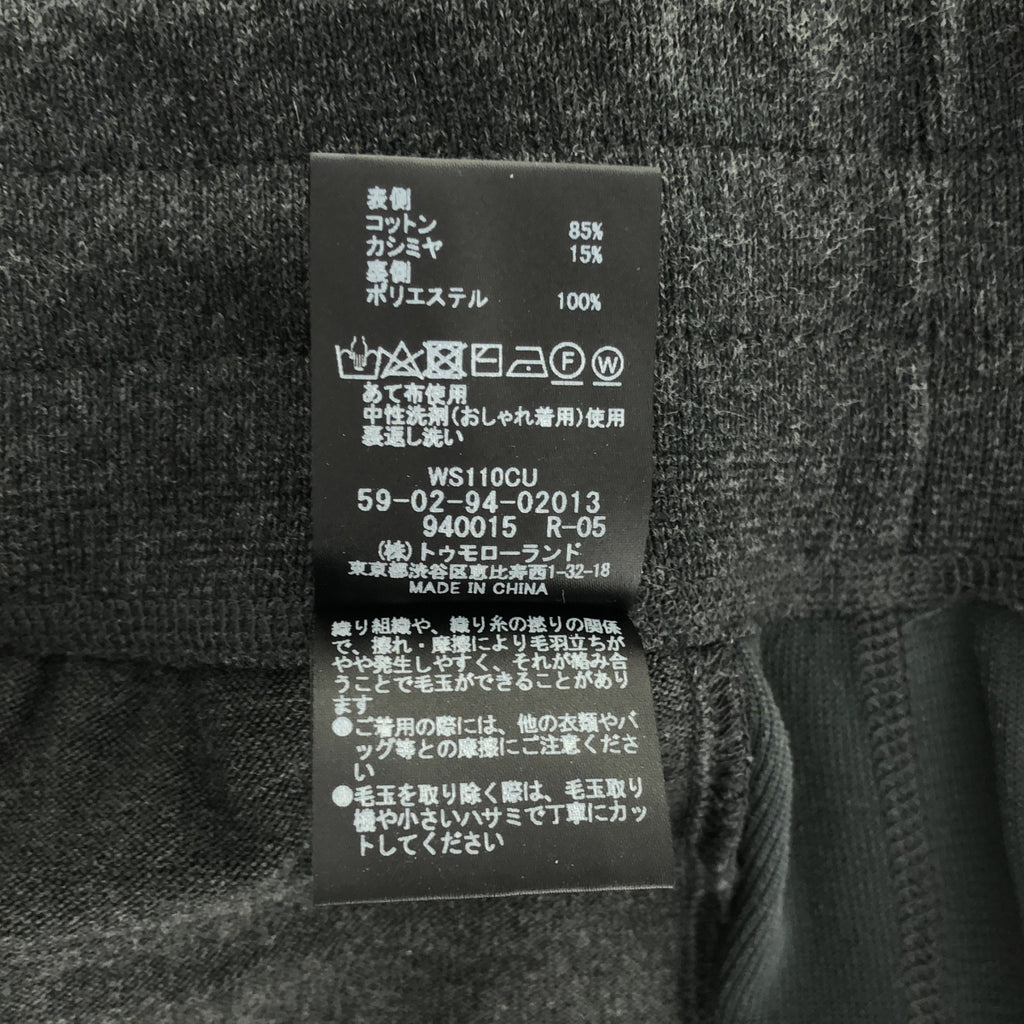 表側
コットン 85%
カシミヤ 15%
裏側
ポリエステル 100%
F W
あて布使用
中性洗剤(おしゃれ着用)使用
裏返し洗い
WS110CU
59-02-94-02013
940015 R-05
(株)トゥモローランド
東京都渋谷区恵比寿西1-32-18
MADE IN CHINA
織り組織や、織り糸の撚りの関係
で、擦れ・摩擦により毛羽立ちが
やや発生しやすく、それが絡み合
うことで毛玉ができることがあり
ます
●ご着用の際には、他の衣類やバ
ッグ等との摩擦にご注意くださ
い
●毛玉を取り除く際は、毛玉取り
機や小さいハサミで丁寧にカッ
トしてください